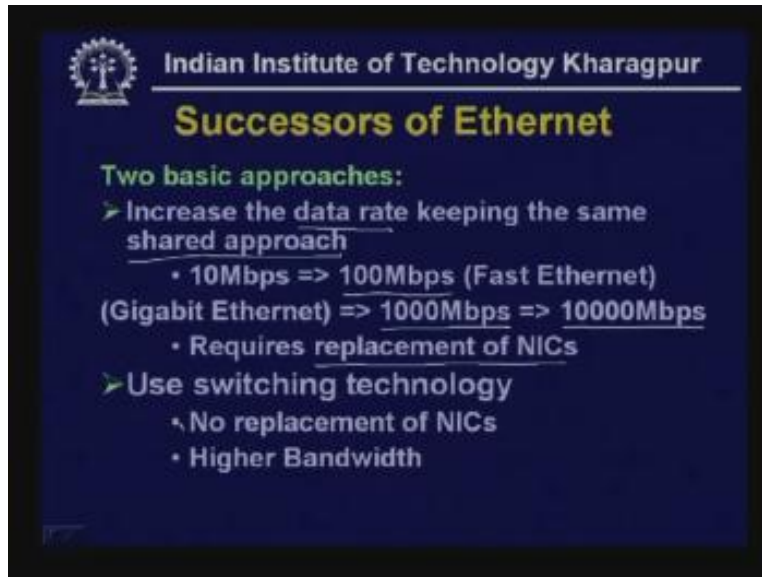 Indian Institute of Technology Kharagpur
Successors of Ethernet
Two basic approaches:
➢Increase the data rate keeping the same
shared approach
• 10Mbps => 100Mbps (Fast Ethernet)
(Gigabit Ethernet) => 1000Mbps => 10000Mbps
• Requires replacement of NICs
➢Use switching technology
• No replacement of NICs
• Higher Bandwidth